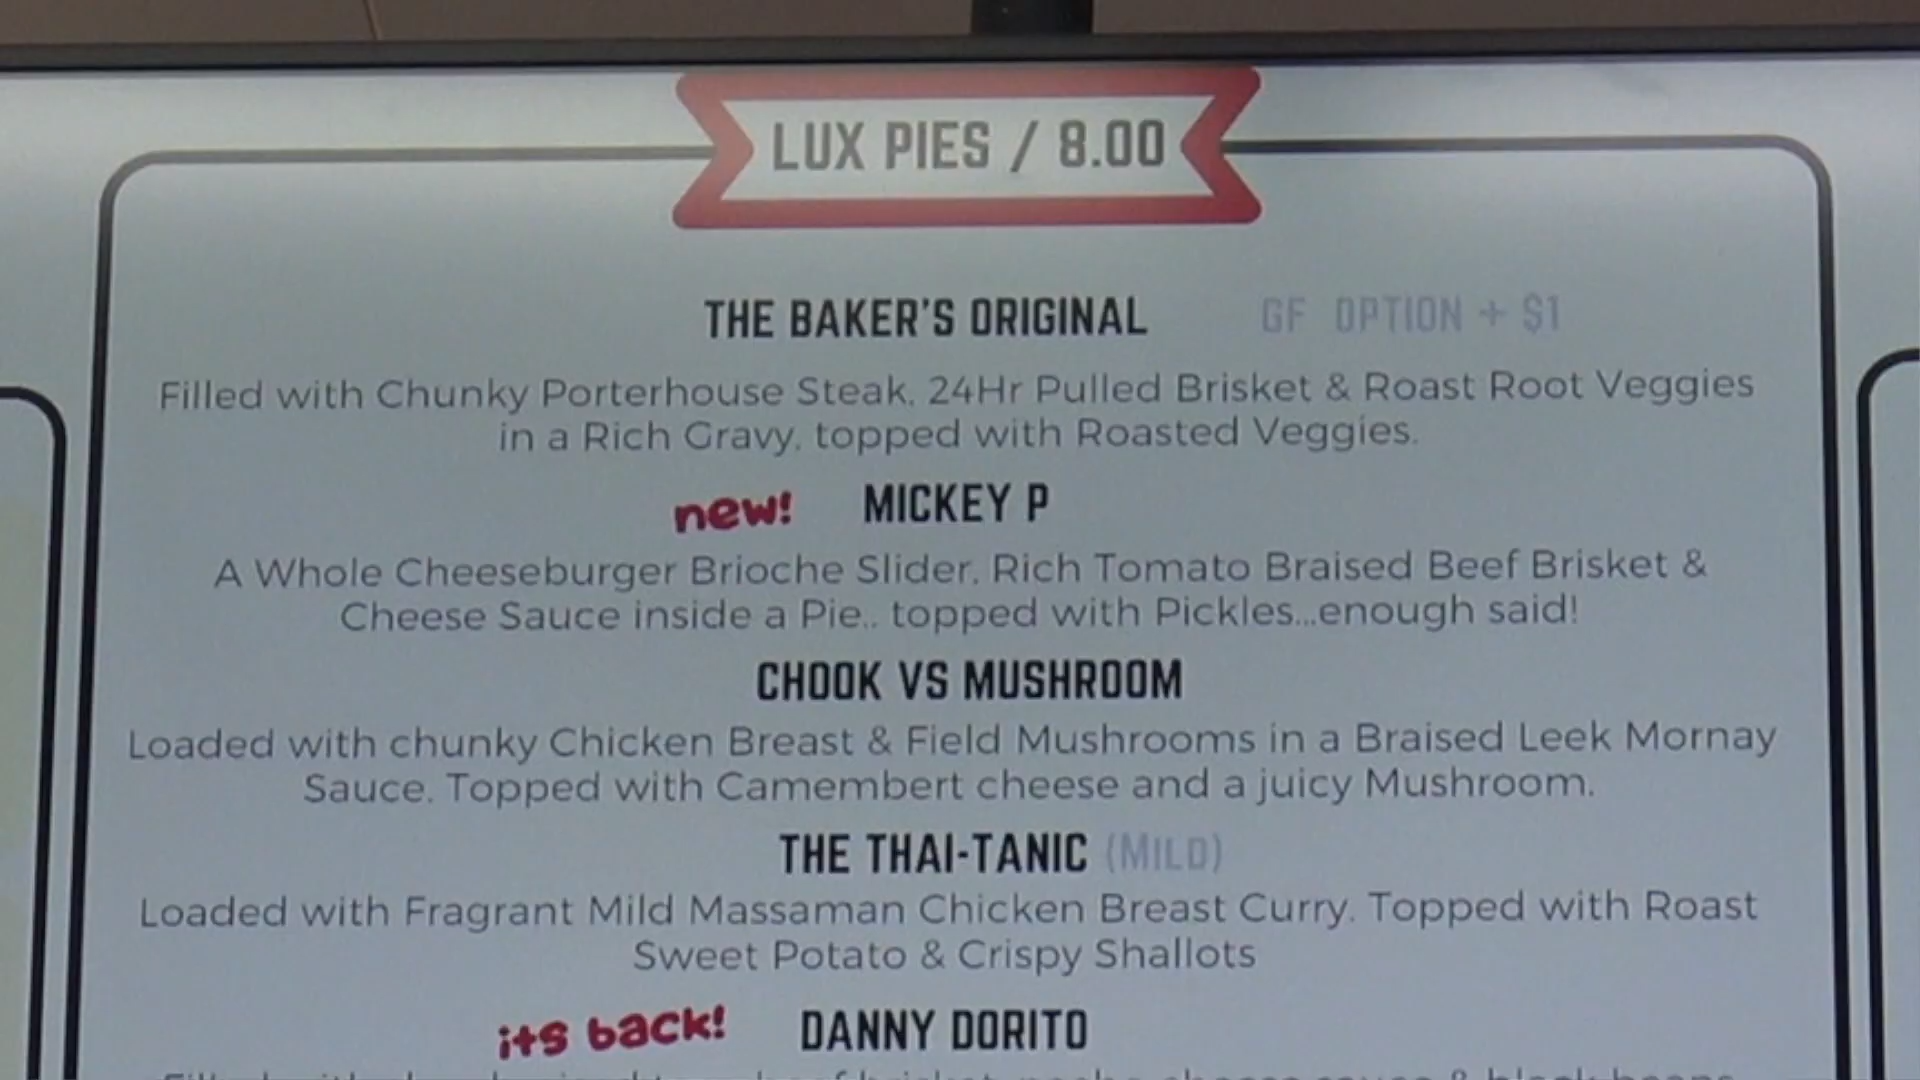 LUX PIES / 8.00
THE BAKER'S ORIGINAL GF OPTION + $1
Filled with Chunky Porterhouse Steak, 24Hr Pulled Brisket & Roast Root Veggies
in a Rich Gravy, topped with Roasted Veggies.
new! MICKEY P
A Whole Cheeseburger Brioche Slider, Rich Tomato Braised Beef Brisket &
Cheese Sauce inside a Pie.. topped with Pickles...enough said!
CHOOK VS MUSHROOM
Loaded with chunky Chicken Breast & Field Mushrooms in a Braised Leek Mornay
Sauce. Topped with Camembert cheese and a juicy Mushroom.
THE THAI-TANIC (MILD)
Loaded with Fragrant Mild Massaman Chicken Breast Curry. Topped with Roast
Sweet Potato & Crispy Shallots
its back! DANNY DORITO